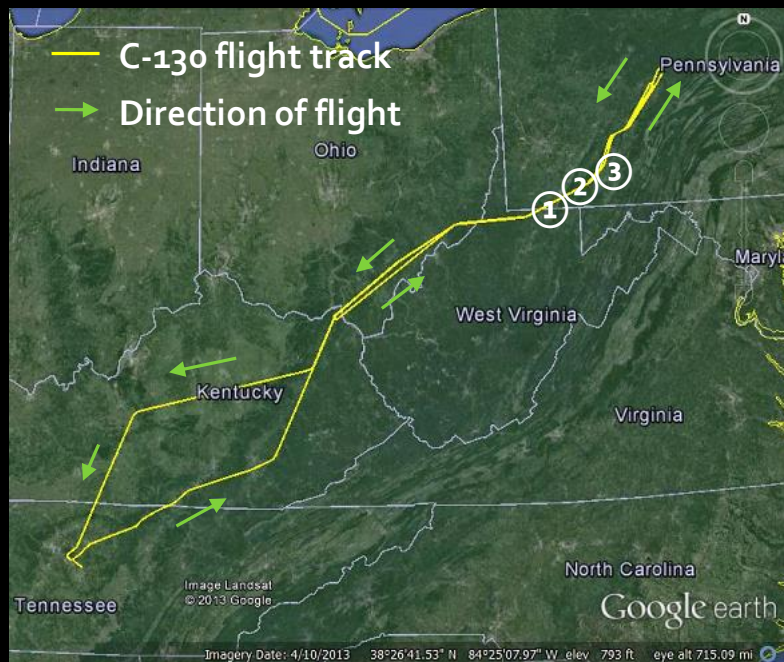 C-130 flight track
Direction of flight
N
Pennsylvania
Indiana
Ohio
3
2
1
Maryl
West Virginia
Kentucky
Virginia
North Carolina
Image Landsat
© 2013 Google
Tennessee
Google earth
Imagery Date: 4/10/2013 38°26'41.53" N 84°25'07.97" W elev 793 ft eye alt 715.09 mi